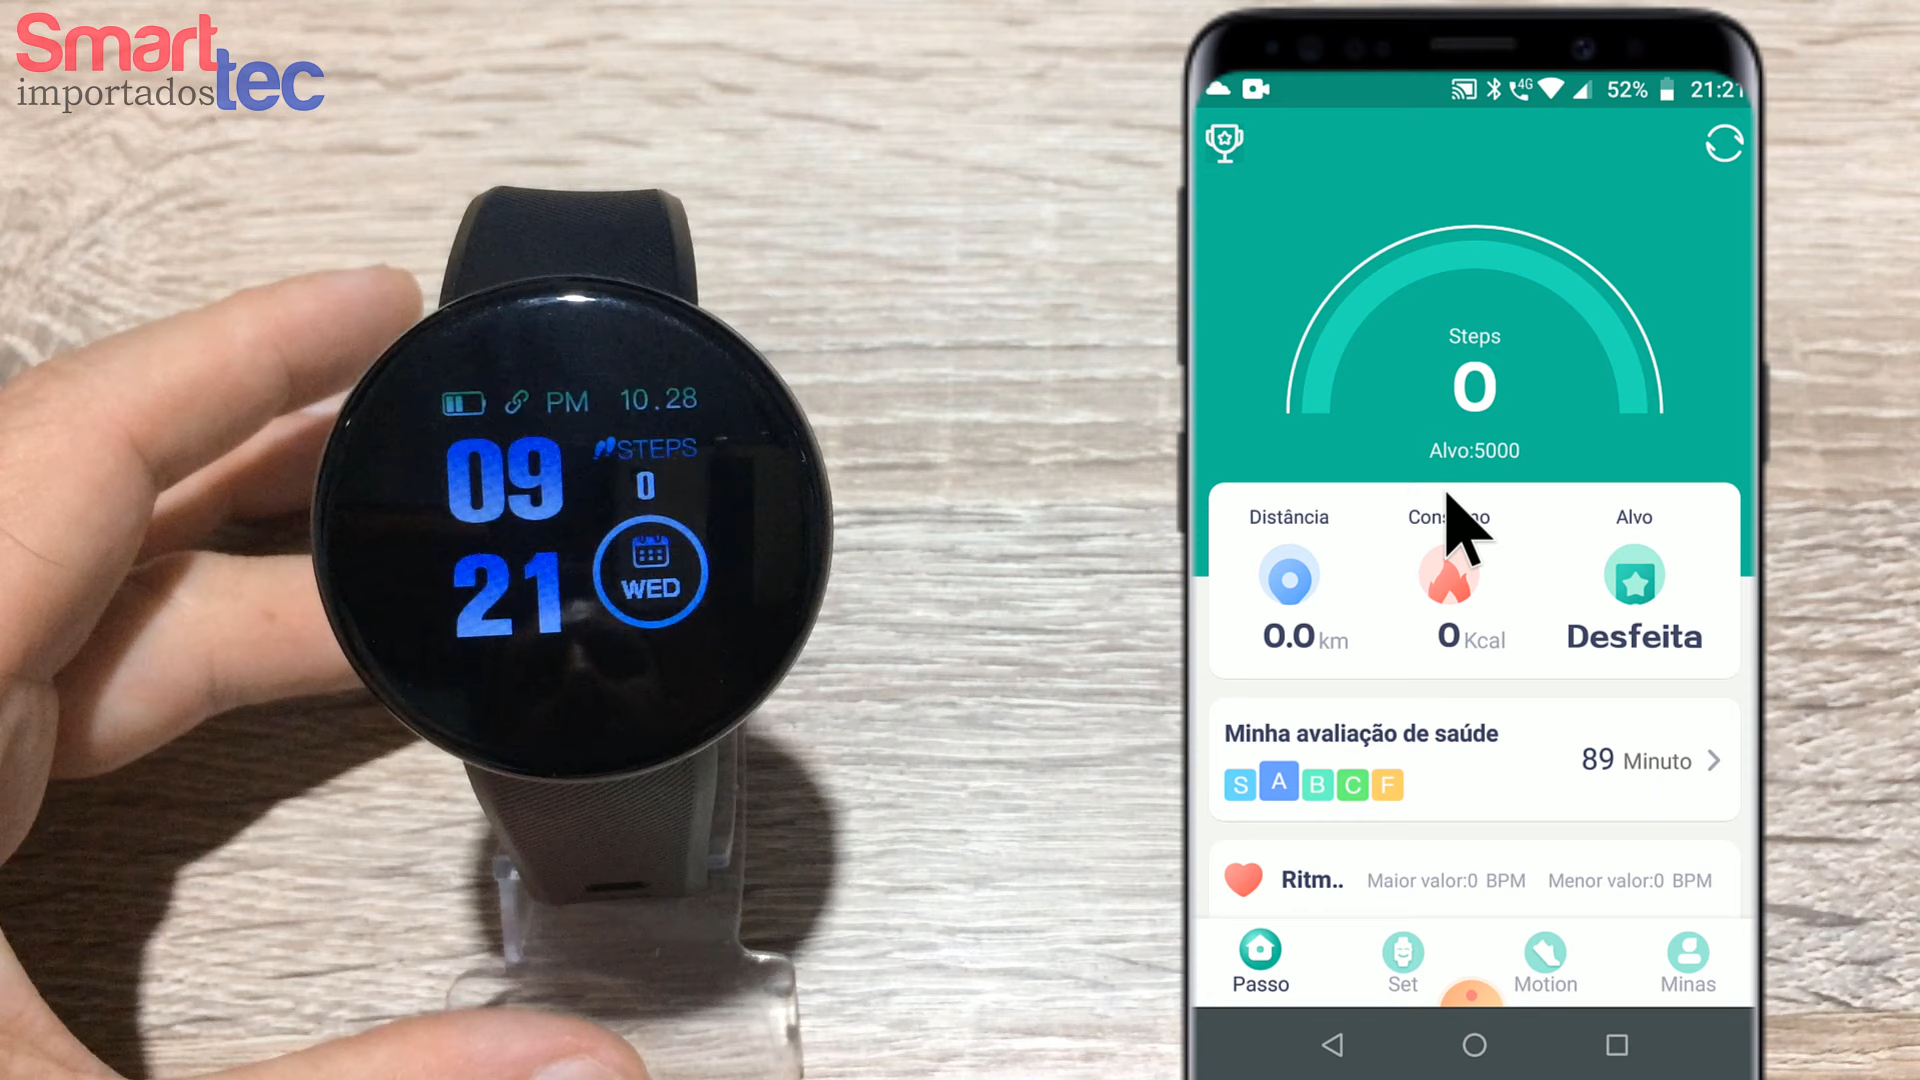 Smart
importados tec
PM 10.28
09
STEPS
0
21
WED
4G 52% 21:21
Steps
0
Alvo:5000
Distância Alvo
0.0 km 0 Kcal Desfeita
Minha avaliação de saúde
S A B C F
89 Minuto
Ritm.. Maior valor:0 BPM Menor valor:0 BPM
Passo Set Motion Minas